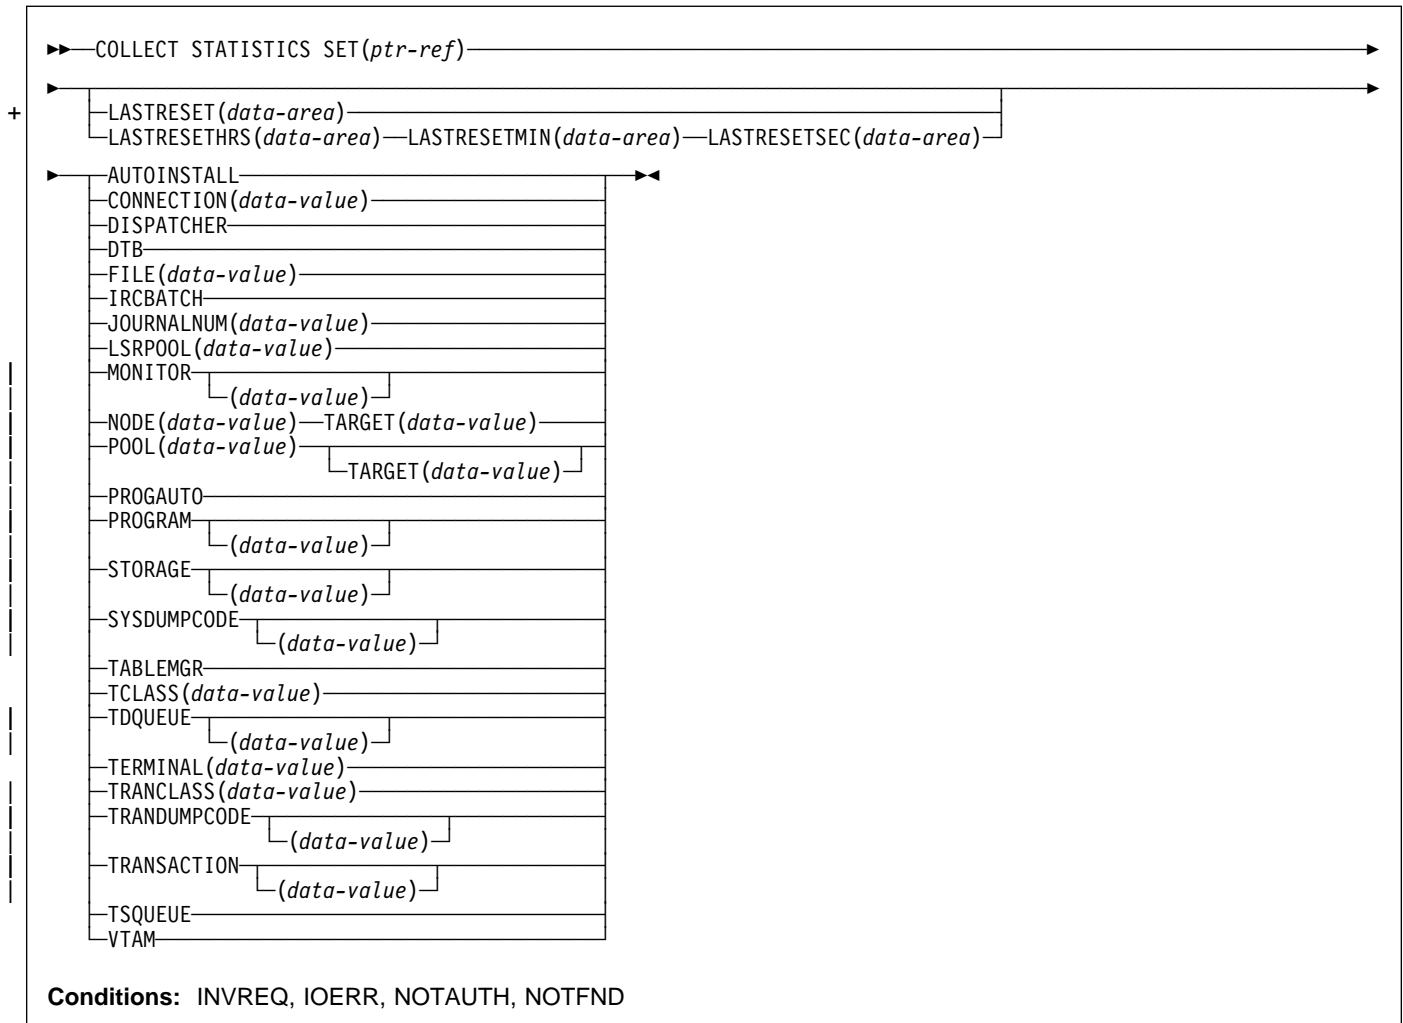 COLLECT STATISTICS SET(ptr-ref)
+
LASTRESET(data-area)
LASTRESETHRS(data-area) LASTRESETMIN(data-area) LASTRESETSEC(data-area)
AUTOINSTALL
CONNECTION(data-value)
DISPATCHER
DTB
FILE(data-value)
IRCBATCH
JOURNALNUM(data-value)
LSRPOOL(data-value)
MONITOR
(data-value)
NODE(data-value) TARGET(data-value)
POOL(data-value)
TARGET(data-value)
PROGAUTO
PROGRAM
(data-value)
STORAGE
(data-value)
SYSDUMPCODE
(data-value)
TABLEMGR
TCLASS(data-value)
TDQUEUE
(data-value)
TERMINAL(data-value)
TRANCLASS(data-value)
TRANDUMPCODE
(data-value)
TRANSACTION
(data-value)
TSQUEUE
VTAM
Conditions: INVREQ, IOERR, NOTAUTH, NOTFND